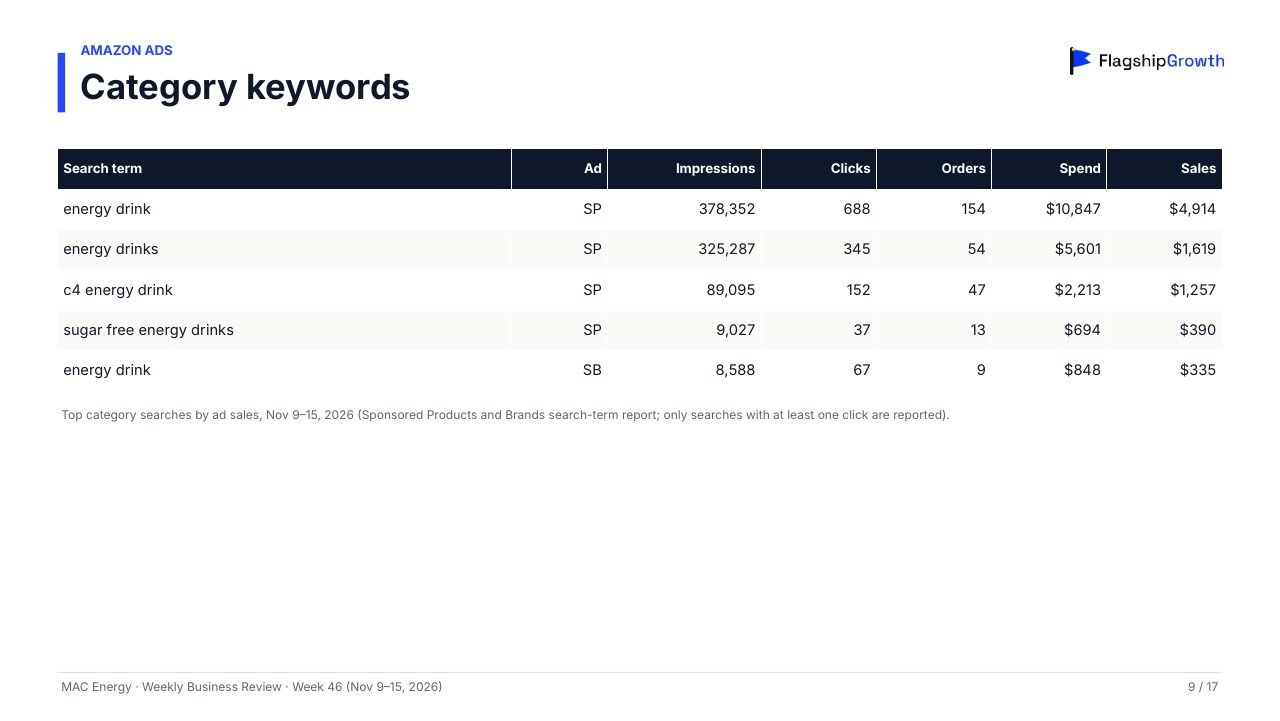 AMAZON ADS
Category keywords
FlagshipGrowth
Search term Ad Impressions Clicks Orders Spend Sales
energy drink SP 378,352 688 154 $10,847 $4,914
energy drinks SP 325,287 345 54 $5,601 $1,619
c4 energy drink SP 89,095 152 47 $2,213 $1,257
sugar free energy drinks SP 9,027 37 13 $694 $390
energy drink SB 8,588 67 9 $848 $335
Top category searches by ad sales, Nov 9–15, 2026 (Sponsored Products and Brands search-term report; only searches with at least one click are reported).
MAC Energy · Weekly Business Review · Week 46 (Nov 9–15, 2026)
9 / 17